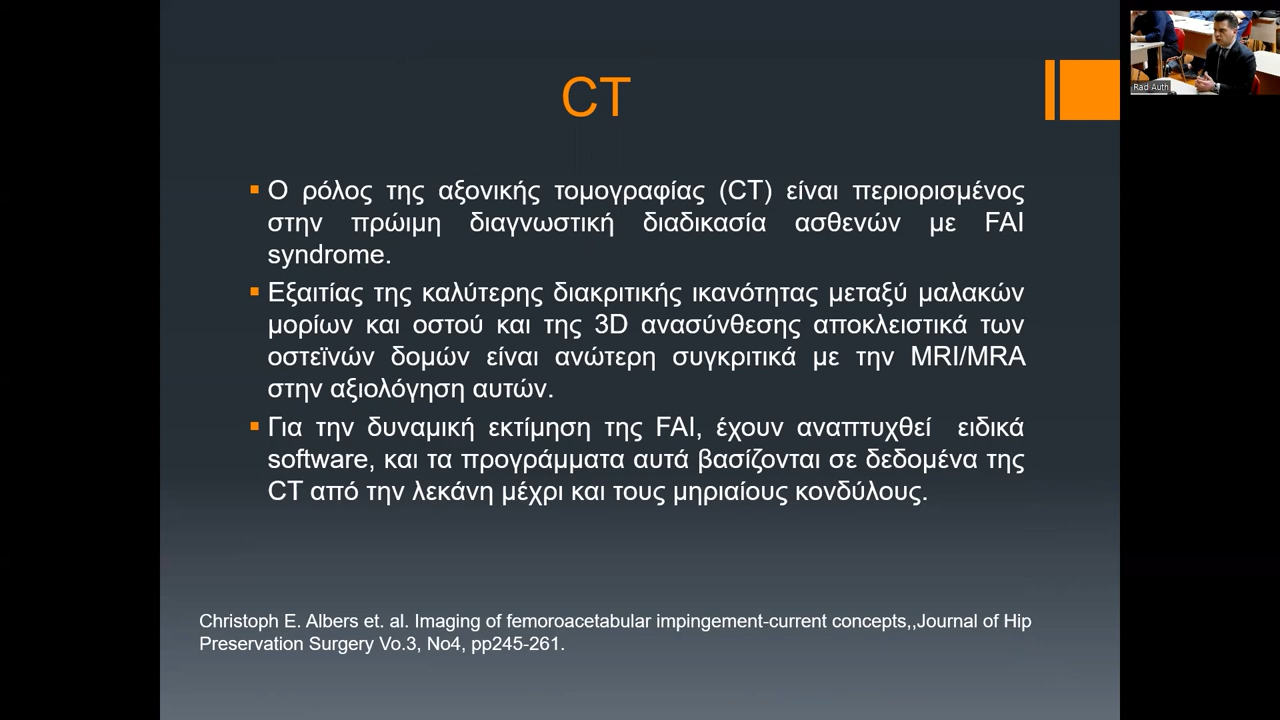 CT
Rad Auth
▪ Ο ρόλος της αξονικής τομογραφίας (CT) είναι περιορισμένος
στην πρώιμη διαγνωστική διαδικασία ασθενών με FAI
syndrome.
▪ Εξαιτίας της καλύτερης διακριτικής ικανότητας μεταξύ μαλακών
μορίων και οστού και της 3D ανασύνθεσης αποκλειστικά των
οστεϊνών δομών είναι ανώτερη συγκριτικά με την MRI/MRA
στην αξιολόγηση αυτών.
▪ Για την δυναμική εκτίμηση της FAI, έχουν αναπτυχθεί ειδικά
software, και τα προγράμματα αυτά βασίζονται σε δεδομένα της
CT από την λεκάνη μέχρι και τους μηριαίους κονδύλους.
Christoph E. Albers et. al. Imaging of femoroacetabular impingement-current concepts,,Journal of Hip
Preservation Surgery Vo.3, No4, pp245-261.